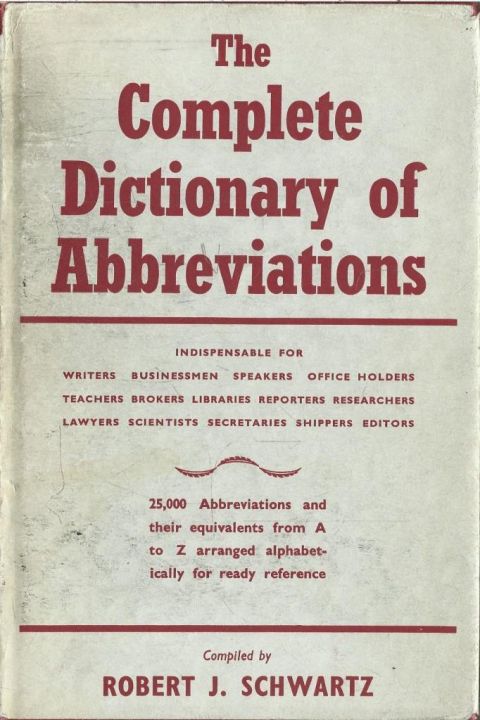 The
Complete
Dictionary of
Abbreviations
INDISPENSABLE FOR
WRITERS BUSINESSMEN SPEAKERS OFFICE HOLDERS
TEACHERS BROKERS LIBRARIES REPORTERS RESEARCHERS
LAWYERS SCIENTISTS SECRETARIES SHIPPERS EDITORS
25,000 Abbreviations and
their equivalents from A
to Z arranged alphabet-
ically for ready reference
Compiled by
ROBERT J. SCHWARTZ